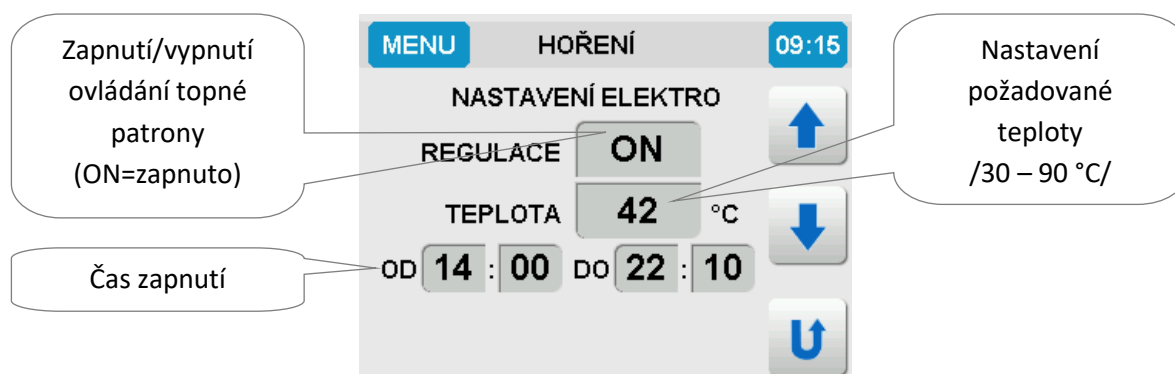 Zapnutí/vypnutí
ovládání topné
patrony
(ON=zapnuto)
Čas zapnutí
MENU HOŘENÍ 09:15
NASTAVENÍ ELEKTRO
REGULACE ON
TEPLOTA 42 °C
OD 14 : 00 DO 22 : 10
Nastavení
požadované
teploty
/30 – 90 °C/